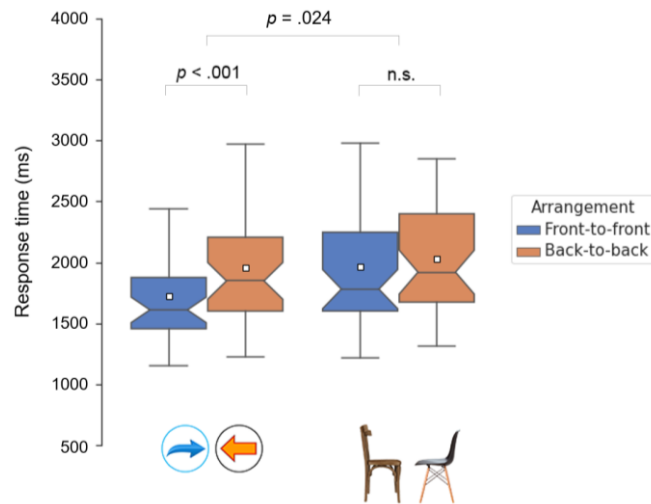 4000
3500
3000
2500
2000
1500
1000
500
Response time (ms)
p = .024
p < .001
n.s.
Arrangement
Front-to-front
Back-to-back